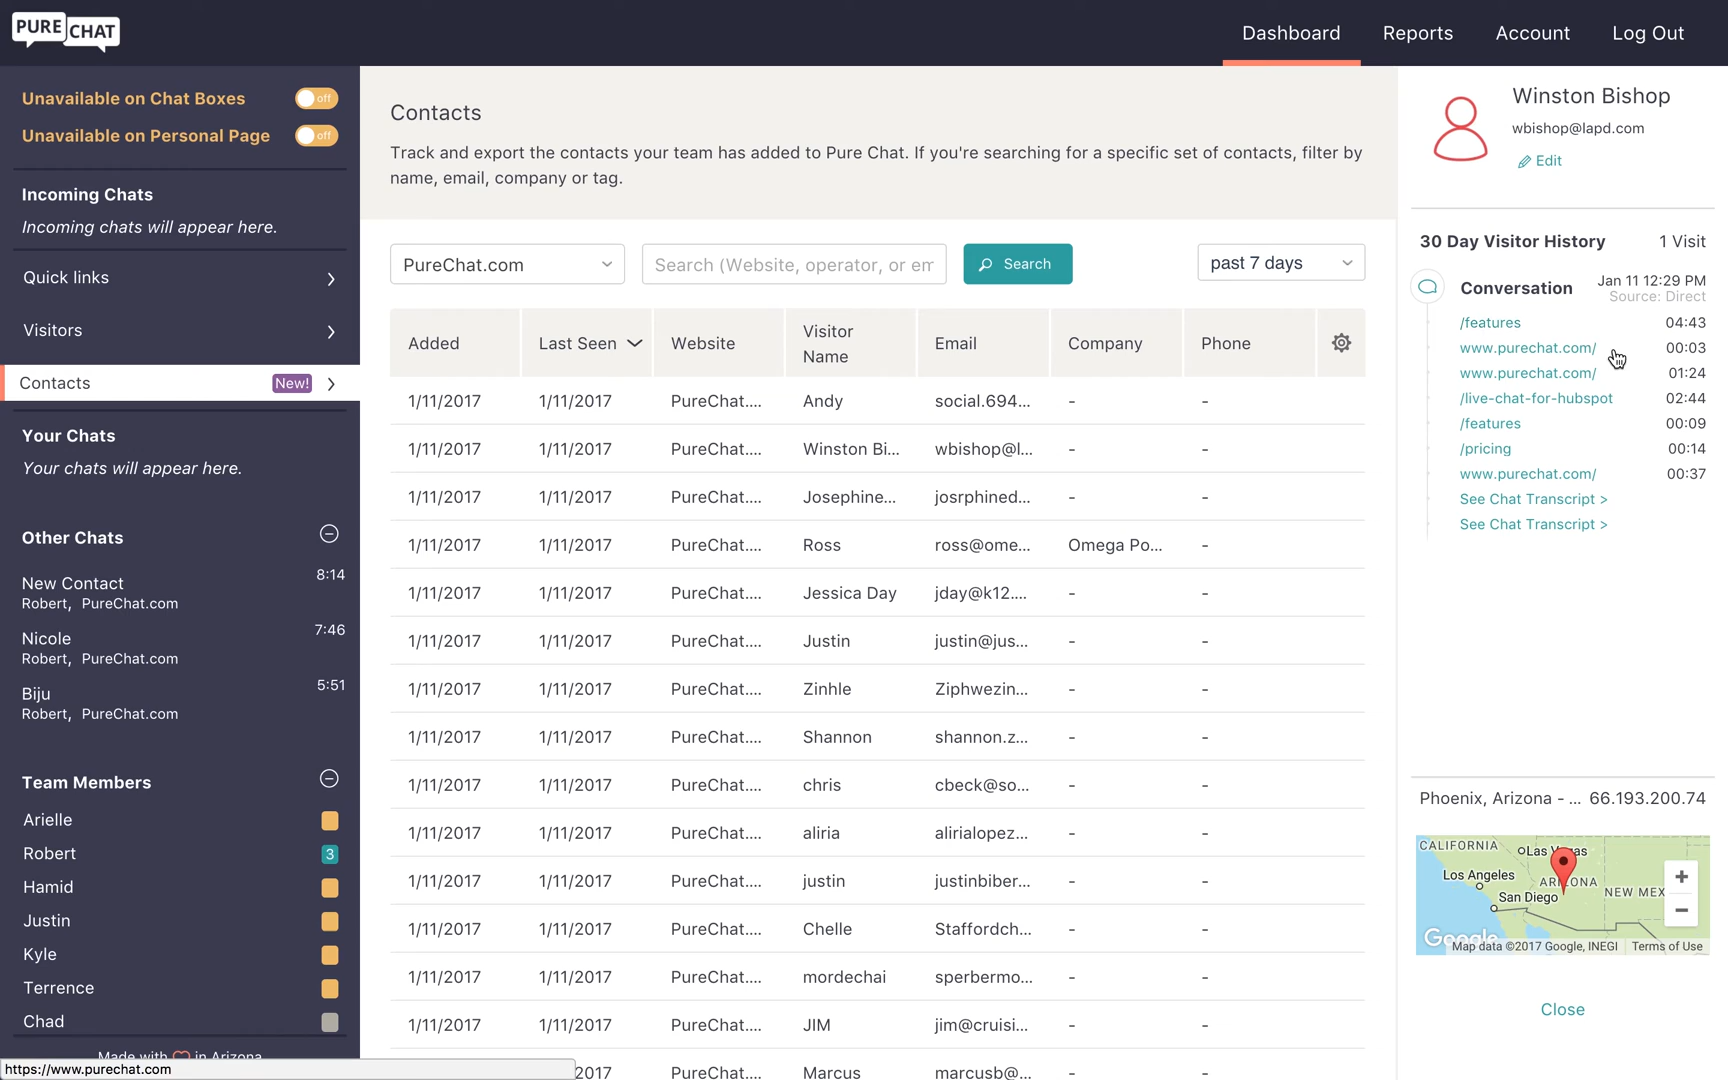 PURE CHAT
Dashboard
Reports
Account
Log Out
Unavailable on Chat Boxes
off
Unavailable on Personal Page
off
Incoming Chats
Incoming chats will appear here.
Quick links
Visitors
Contacts
New!
Your Chats
Your chats will appear here.
Other Chats
New Contact
8:14
Robert, PureChat.com
Nicole
7:46
Robert, PureChat.com
Biju
5:51
Robert, PureChat.com
Team Members
Arielle
Robert
3
Hamid
Justin
Kyle
Terrence
Chad
Made with in Arizona
https://www.purechat.com
Contacts
Track and export the contacts your team has added to Pure Chat. If you're searching for a specific set of contacts, filter by
name, email, company or tag.
PureChat.com
Search (Website, operator, or em
Search
past 7 days
Added Last Seen Website Visitor Name Email Company Phone
1/11/2017 1/11/2017 PureChat.... Andy social.694... - -
1/11/2017 1/11/2017 PureChat.... Winston Bi... wbishop@l... - -
1/11/2017 1/11/2017 PureChat.... Josephine... josrphined... - -
1/11/2017 1/11/2017 PureChat.... Ross ross@ome... Omega Po... -
1/11/2017 1/11/2017 PureChat.... Jessica Day jday@k12.... - -
1/11/2017 1/11/2017 PureChat.... Justin justin@jus... - -
1/11/2017 1/11/2017 PureChat.... Zinhle Ziphwezin... - -
1/11/2017 1/11/2017 PureChat.... Shannon shannon.z... - -
1/11/2017 1/11/2017 PureChat.... chris cbeck@so... - -
1/11/2017 1/11/2017 PureChat.... aliria alirialopez... - -
1/11/2017 1/11/2017 PureChat.... justin justinbiber... - -
1/11/2017 1/11/2017 PureChat.... Chelle Staffordch... - -
1/11/2017 1/11/2017 PureChat.... mordechai sperbermo... - -
1/11/2017 1/11/2017 PureChat.... JIM jim@cruisi... - -
2017 PureChat.... Marcus marcusb@... - -
Winston Bishop
wbishop@lapd.com
Edit
30 Day Visitor History
1 Visit
Conversation
Jan 11 12:29 PM
Source: Direct
/features 04:43
www.purechat.com/ 00:03
www.purechat.com/ 01:24
/live-chat-for-hubspot 02:44
/features 00:09
/pricing 00:14
www.purechat.com/ 00:37
See Chat Transcript >
See Chat Transcript >
Phoenix, Arizona - ... 66.193.200.74
CALIFORNIA
Las Vegas
Los Angeles
ARIZONA
NEW MEX
San Diego
+
−
Google
Map data ©2017 Google, INEGI
Terms of Use
Close